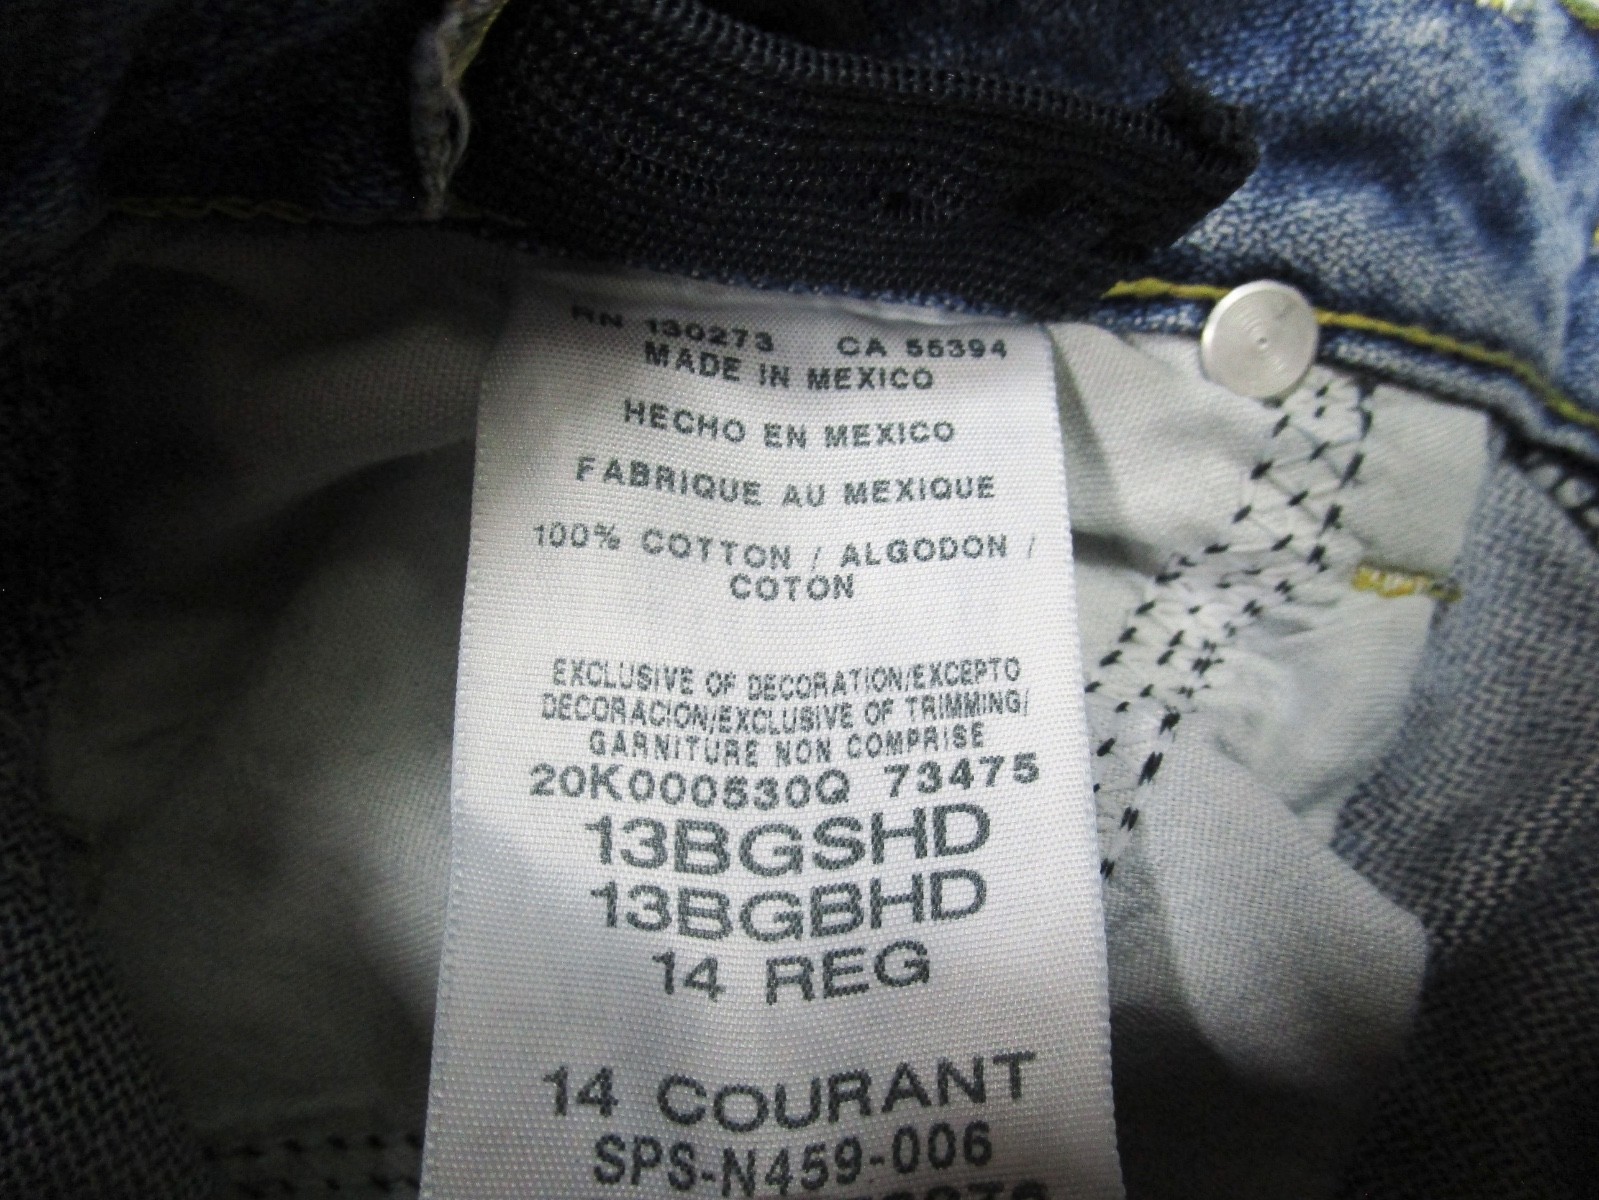 RN 130273 CA 55394
MADE IN MEXICO
HECHO EN MEXICO
FABRIQUE AU MEXIQUE
100% COTTON / ALGODON /
COTON
EXCLUSIVE OF DECORATION/EXCEPTO
DECORACION/EXCLUSIVE OF TRIMMING/
GARNITURE NON COMPRISE
20K000530Q 73475
13BGSHD
13BGBHD
14 REG
14 COURANT
SPS-N459-006